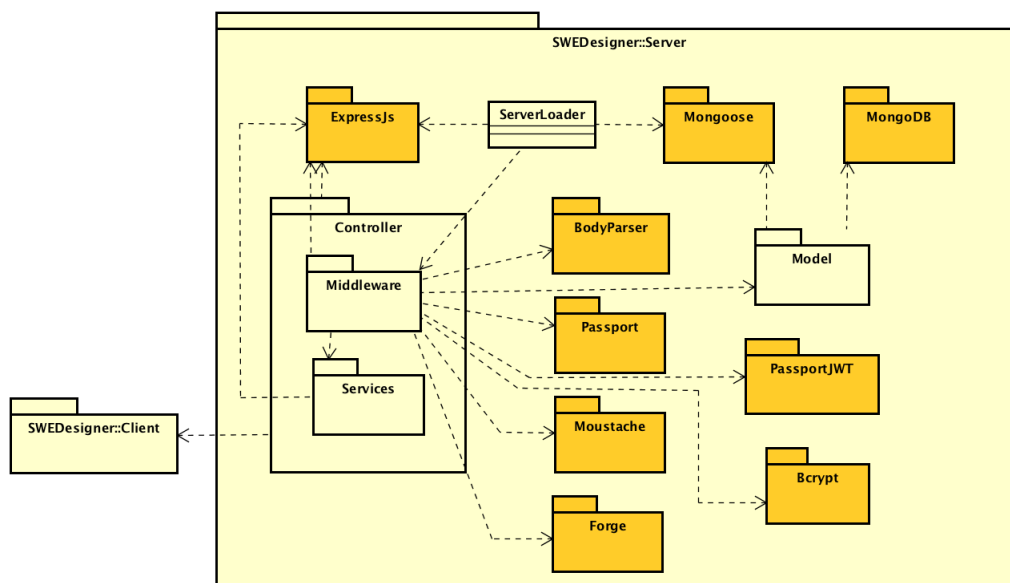 SWEDesigner::Server
ExpressJs
ServerLoader
Mongoose
MongoDB
Controller
BodyParser
Model
Middleware
Passport
PassportJWT
Services
SWEDesigner::Client
Moustache
Bcrypt
Forge